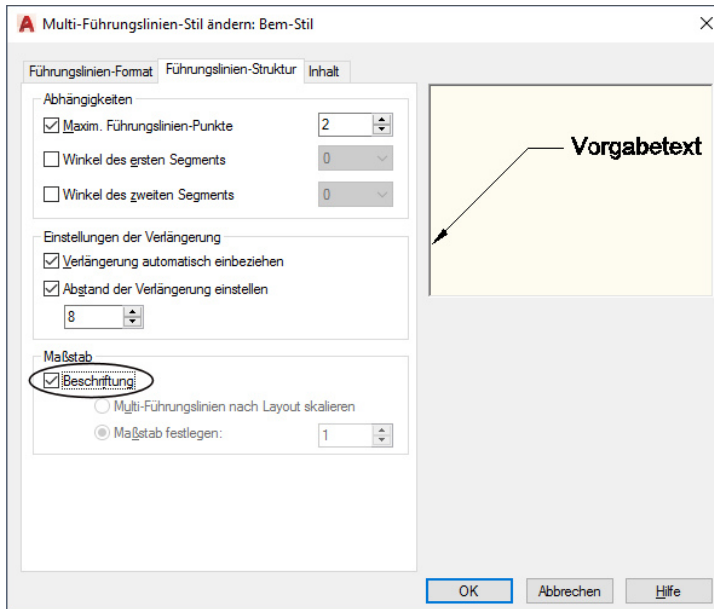 Multi-Führungslinien-Stil ändern: Bem-Stil
Führungslinien-Format Führungslinien-Struktur Inhalt
Abhängigkeiten
Maxim. Führungslinien-Punkte 2
Winkel des ersten Segments 0
Winkel des zweiten Segments 0
Einstellungen der Verlängerung
Verlängerung automatisch einbeziehen
Abstand der Verlängerung einstellen
8
Maßstab
Beschriftung
Multi-Führungslinien nach Layout skalieren
Maßstab festlegen: 1
Vorgabetext
OK Abbrechen Hilfe